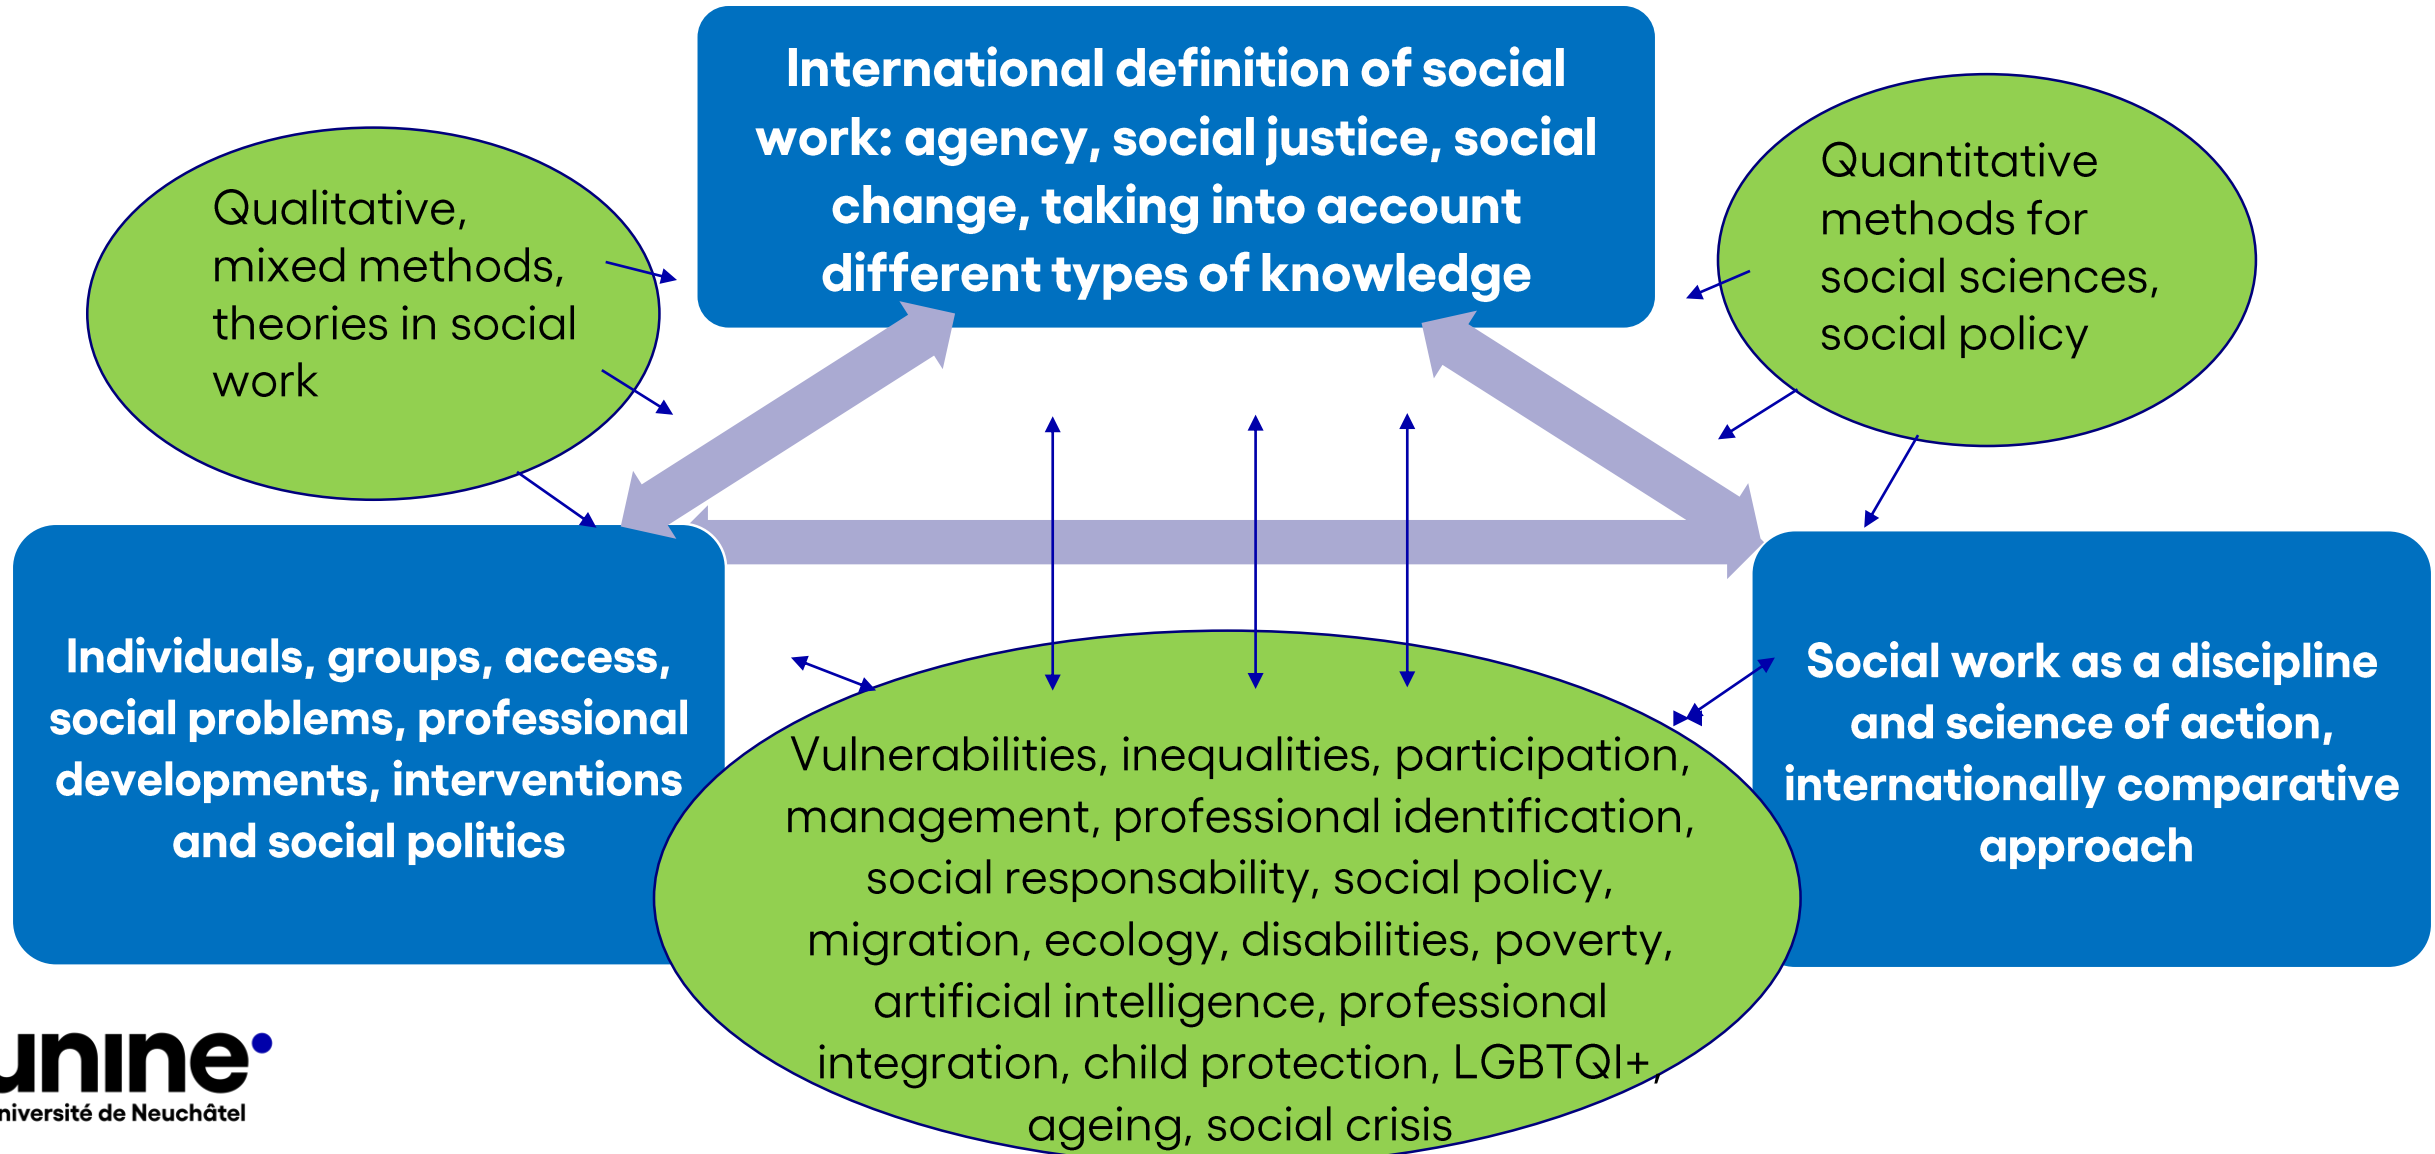 International definition of social
work: agency, social justice, social
change, taking into account
different types of knowledge
Qualitative,
mixed methods,
theories in social
work
Quantitative
methods for
social sciences,
social policy
Individuals, groups, access,
social problems, professional
developments, interventions
and social politics
Social work as a discipline
and science of action,
internationally comparative
approach
Vulnerabilities, inequalities, participation,
management, professional identification,
social responsability, social policy,
migration, ecology, disabilities, poverty,
artificial intelligence, professional
integration, child protection, LGBTQI+,
ageing, social crisis
unine
niversité de Neuchâtel